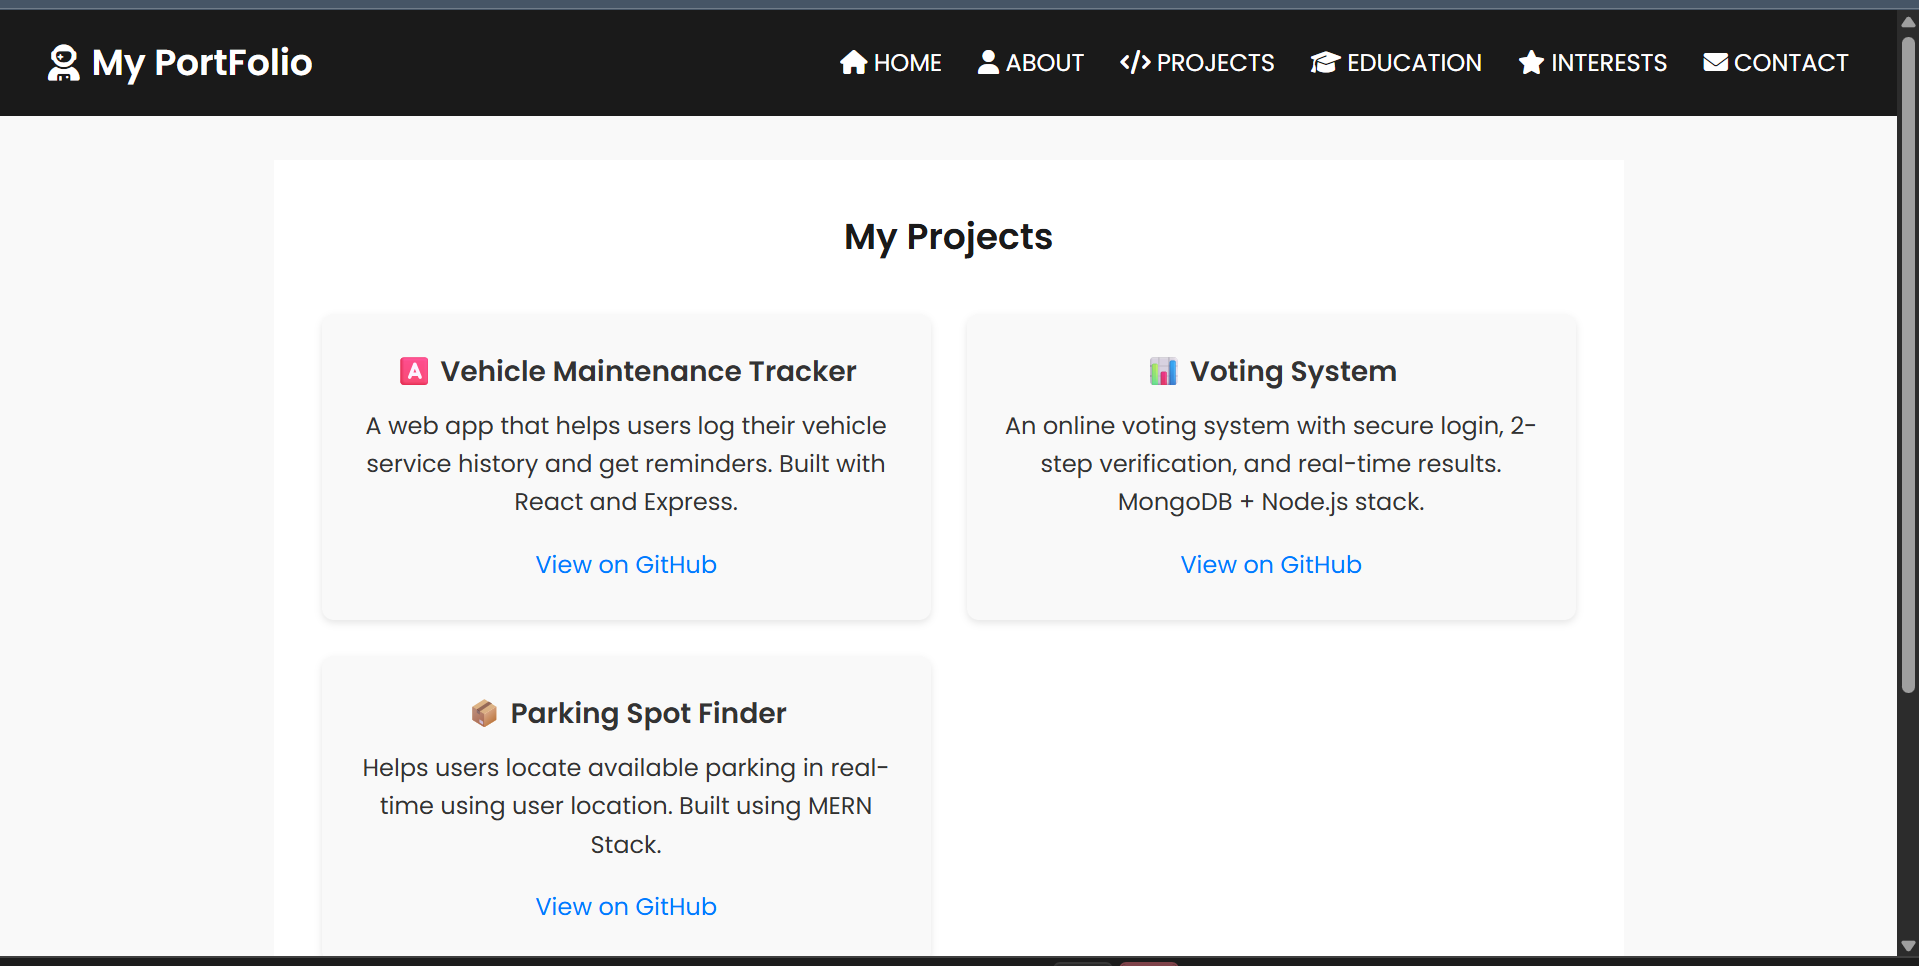 My PortFolio
HOME ABOUT </> PROJECTS EDUCATION INTERESTS CONTACT
My Projects
🅰️ Vehicle Maintenance Tracker
A web app that helps users log their vehicle
service history and get reminders. Built with
React and Express.
View on GitHub
📊 Voting System
An online voting system with secure login, 2-
step verification, and real-time results.
MongoDB + Node.js stack.
View on GitHub
📦 Parking Spot Finder
Helps users locate available parking in real-
time using user location. Built using MERN
Stack.
View on GitHub